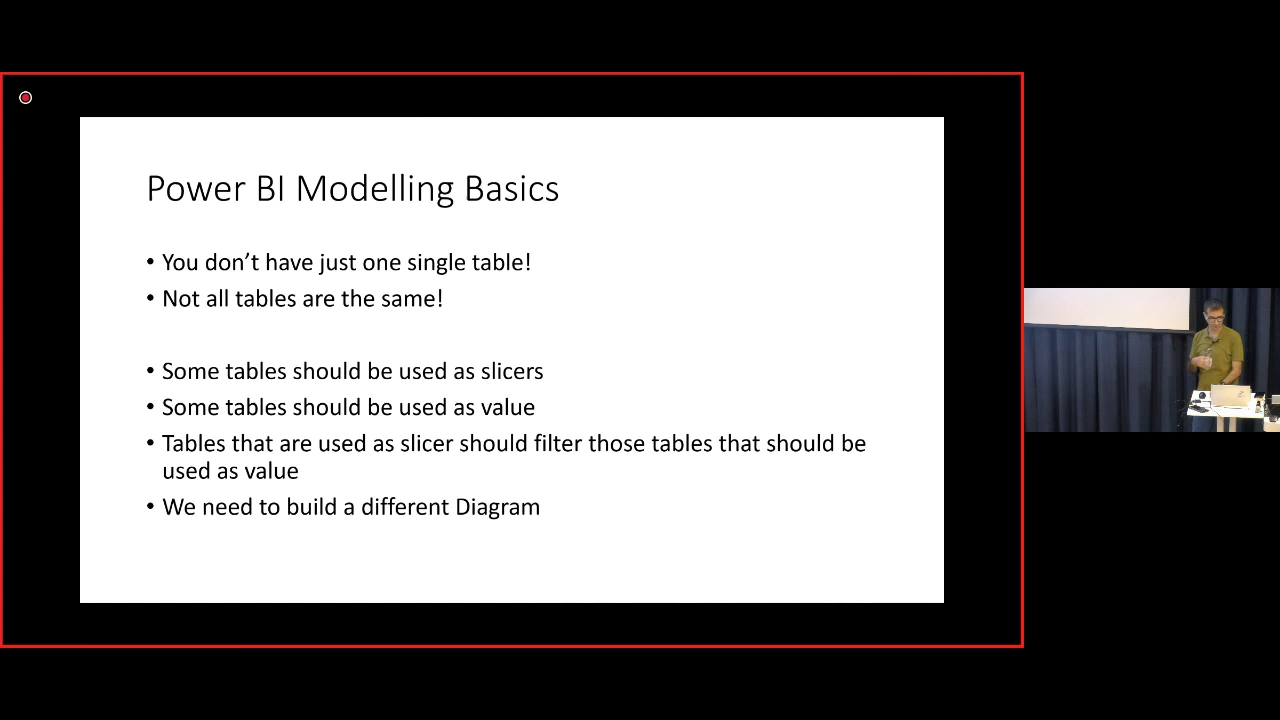 Power BI Modelling Basics
• You don’t have just one single table!
• Not all tables are the same!
• Some tables should be used as slicers
• Some tables should be used as value
• Tables that are used as slicer should filter those tables that should be
used as value
• We need to build a different Diagram